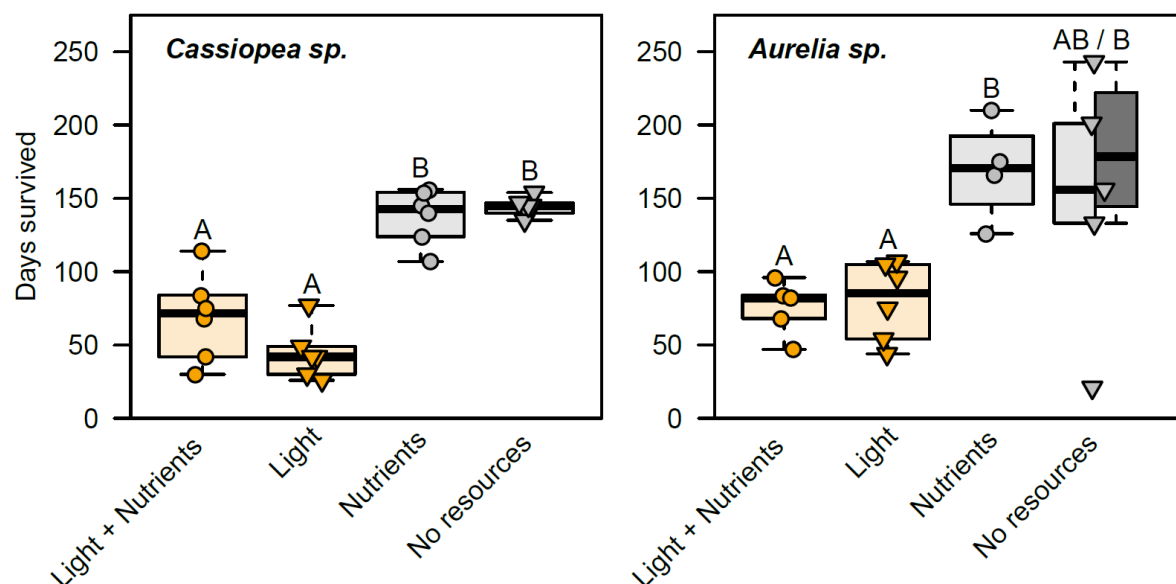 Days survived
Cassiopea sp.
250
200
150
100
50
0
A
A
B
B
Light + Nutrients
Light
Nutrients
No resources
Aurelia sp.
250
200
150
100
50
0
A
A
B
AB / B
Light + Nutrients
Light
Nutrients
No resources